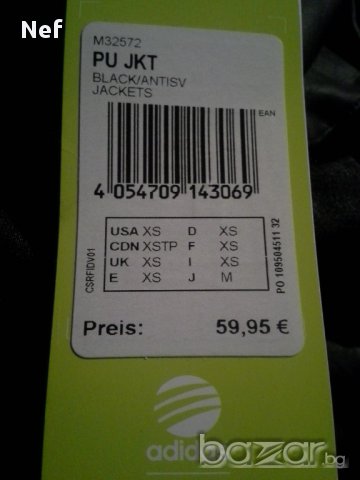 Nef
M32572
PU JKT
BLACK/ANTISV
JACKETS
EAN
4 054709 143069
USA XS D XS
CDN XSTP F XS
UK XS I XS
E XS J M
CSRFIDV01
PO 109504511 32
Preis: 59,95 €
adidas
bazar.bg